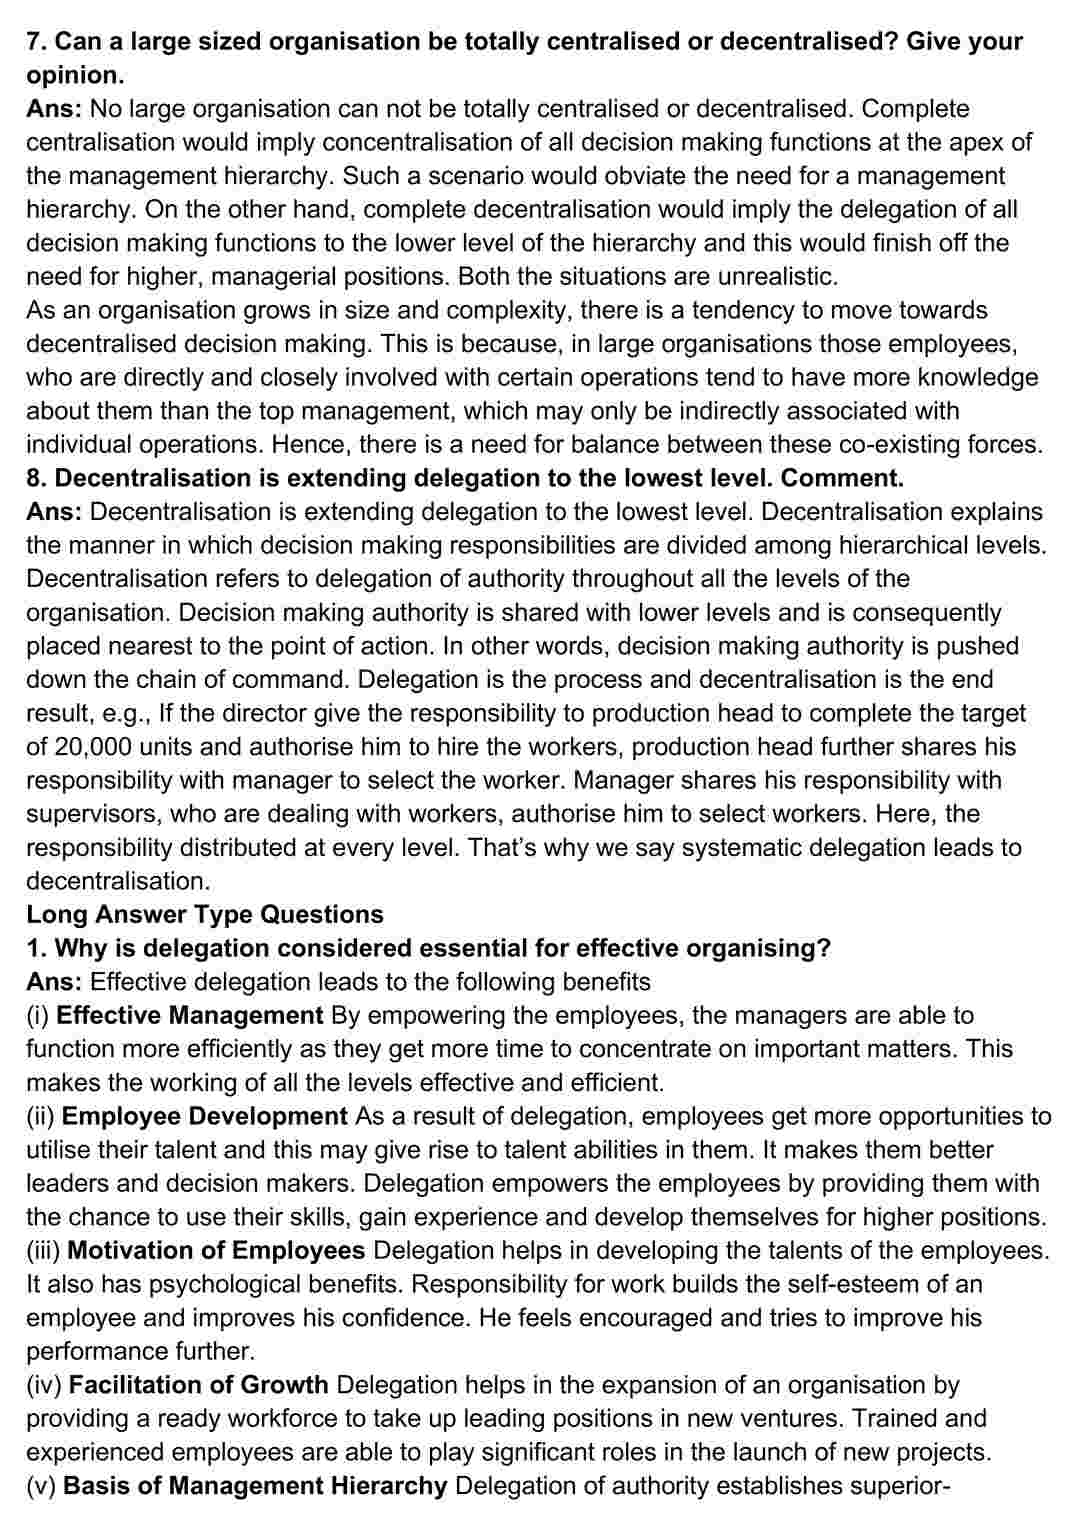 7. Can a large sized organisation be totally centralised or decentralised? Give your
opinion.
Ans: No large organisation can not be totally centralised or decentralised. Complete
centralisation would imply concentralisation of all decision making functions at the apex of
the management hierarchy. Such a scenario would obviate the need for a management
hierarchy. On the other hand, complete decentralisation would imply the delegation of all
decision making functions to the lower level of the hierarchy and this would finish off the
need for higher, managerial positions. Both the situations are unrealistic.
As an organisation grows in size and complexity, there is a tendency to move towards
decentralised decision making. This is because, in large organisations those employees,
who are directly and closely involved with certain operations tend to have more knowledge
about them than the top management, which may only be indirectly associated with
individual operations. Hence, there is a need for balance between these co-existing forces.
8. Decentralisation is extending delegation to the lowest level. Comment.
Ans: Decentralisation is extending delegation to the lowest level. Decentralisation explains
the manner in which decision making responsibilities are divided among hierarchical levels.
Decentralisation refers to delegation of authority throughout all the levels of the
organisation. Decision making authority is shared with lower levels and is consequently
placed nearest to the point of action. In other words, decision making authority is pushed
down the chain of command. Delegation is the process and decentralisation is the end
result, e.g., If the director give the responsibility to production head to complete the target
of 20,000 units and authorise him to hire the workers, production head further shares his
responsibility with manager to select the worker. Manager shares his responsibility with
supervisors, who are dealing with workers, authorise him to select workers. Here, the
responsibility distributed at every level. That's why we say systematic delegation leads to
decentralisation.
Long Answer Type Questions
1. Why is delegation considered essential for effective organising?
Ans: Effective delegation leads to the following benefits
(i) Effective Management By empowering the employees, the managers are able to
function more efficiently as they get more time to concentrate on important matters. This
makes the working of all the levels effective and efficient.
(ii) Employee Development As a result of delegation, employees get more opportunities to
utilise their talent and this may give rise to talent abilities in them. It makes them better
leaders and decision makers. Delegation empowers the employees by providing them with
the chance to use their skills, gain experience and develop themselves for higher positions.
(iii) Motivation of Employees Delegation helps in developing the talents of the employees.
It also has psychological benefits. Responsibility for work builds the self-esteem of an
employee and improves his confidence. He feels encouraged and tries to improve his
performance further.
(iv) Facilitation of Growth Delegation helps in the expansion of an organisation by
providing a ready workforce to take up leading positions in new ventures. Trained and
experienced employees are able to play significant roles in the launch of new projects.
(v) Basis of Management Hierarchy Delegation of authority establishes superior-